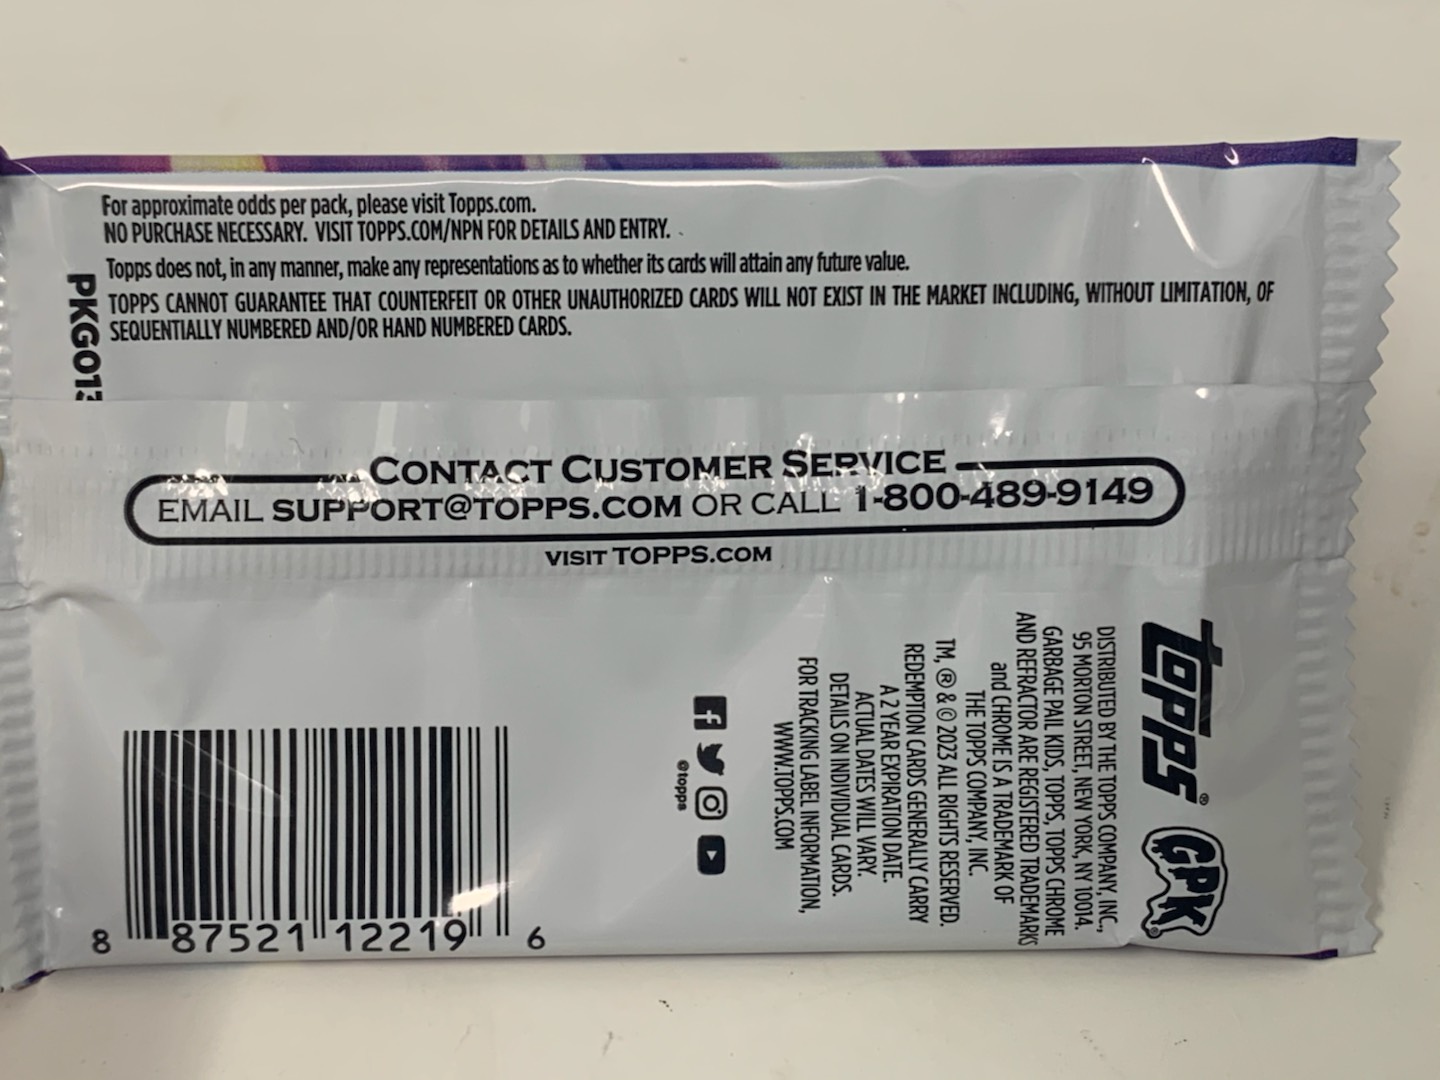 For approximate odds per pack, please visit Topps.com.
NO PURCHASE NECESSARY. VISIT TOPPS.COM/NPN FOR DETAILS AND ENTRY.
Topps does not, in any manner, make any representations as to whether its cards will attain any future value.
TOPPS CANNOT GUARANTEE THAT COUNTERFEIT OR OTHER UNAUTHORIZED CARDS WILL NOT EXIST IN THE MARKET INCLUDING, WITHOUT LIMITATION, OF
SEQUENTIALLY NUMBERED AND/OR HAND NUMBERED CARDS.
PKG013
CONTACT CUSTOMER SERVICE
EMAIL SUPPORT@TOPPS.COM OR CALL 1-800-489-9149
VISIT TOPPS.COM
topps® GPK®
DISTRIBUTED BY THE TOPPS COMPANY, INC.,
95 MORTON STREET, NEW YORK, NY 10014.
GARBAGE PAIL KIDS, TOPPS, TOPPS CHROME
AND REFRACTOR ARE REGISTERED TRADEMARKS
and CHROME IS A TRADEMARK OF
THE TOPPS COMPANY, INC.
TM, ® & © 2023 ALL RIGHTS RESERVED.
REDEMPTION CARDS GENERALLY CARRY
A 2 YEAR EXPIRATION DATE.
ACTUAL DATES WILL VARY.
DETAILS ON INDIVIDUAL CARDS.
FOR TRACKING LABEL INFORMATION,
WWW.TOPPS.COM
@topps
8 87521 12219 6